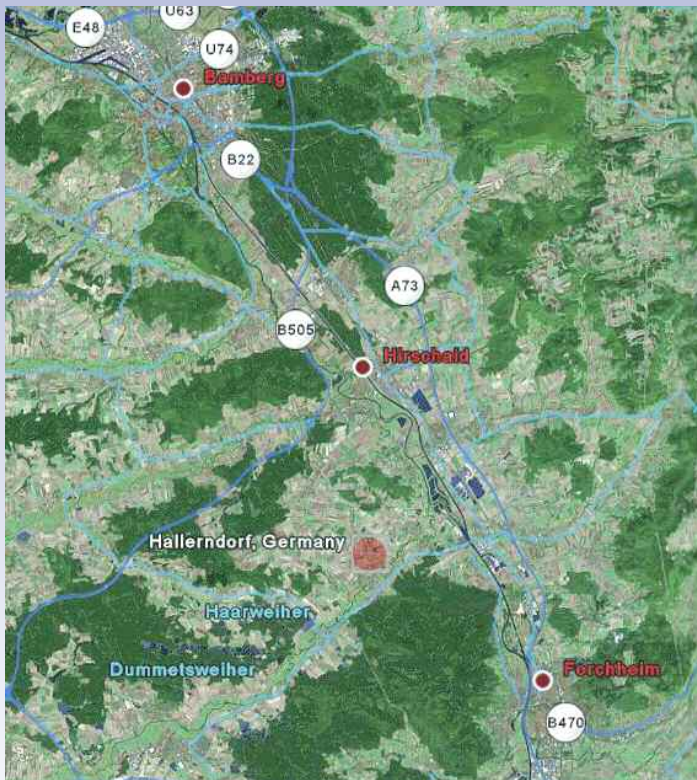 U63
E48
U74
Bamberg
B22
A73
B505
Hirschaid
Hallerndorf, Germany
Haarweiher
Dummetsweiher
Forchheim
B470